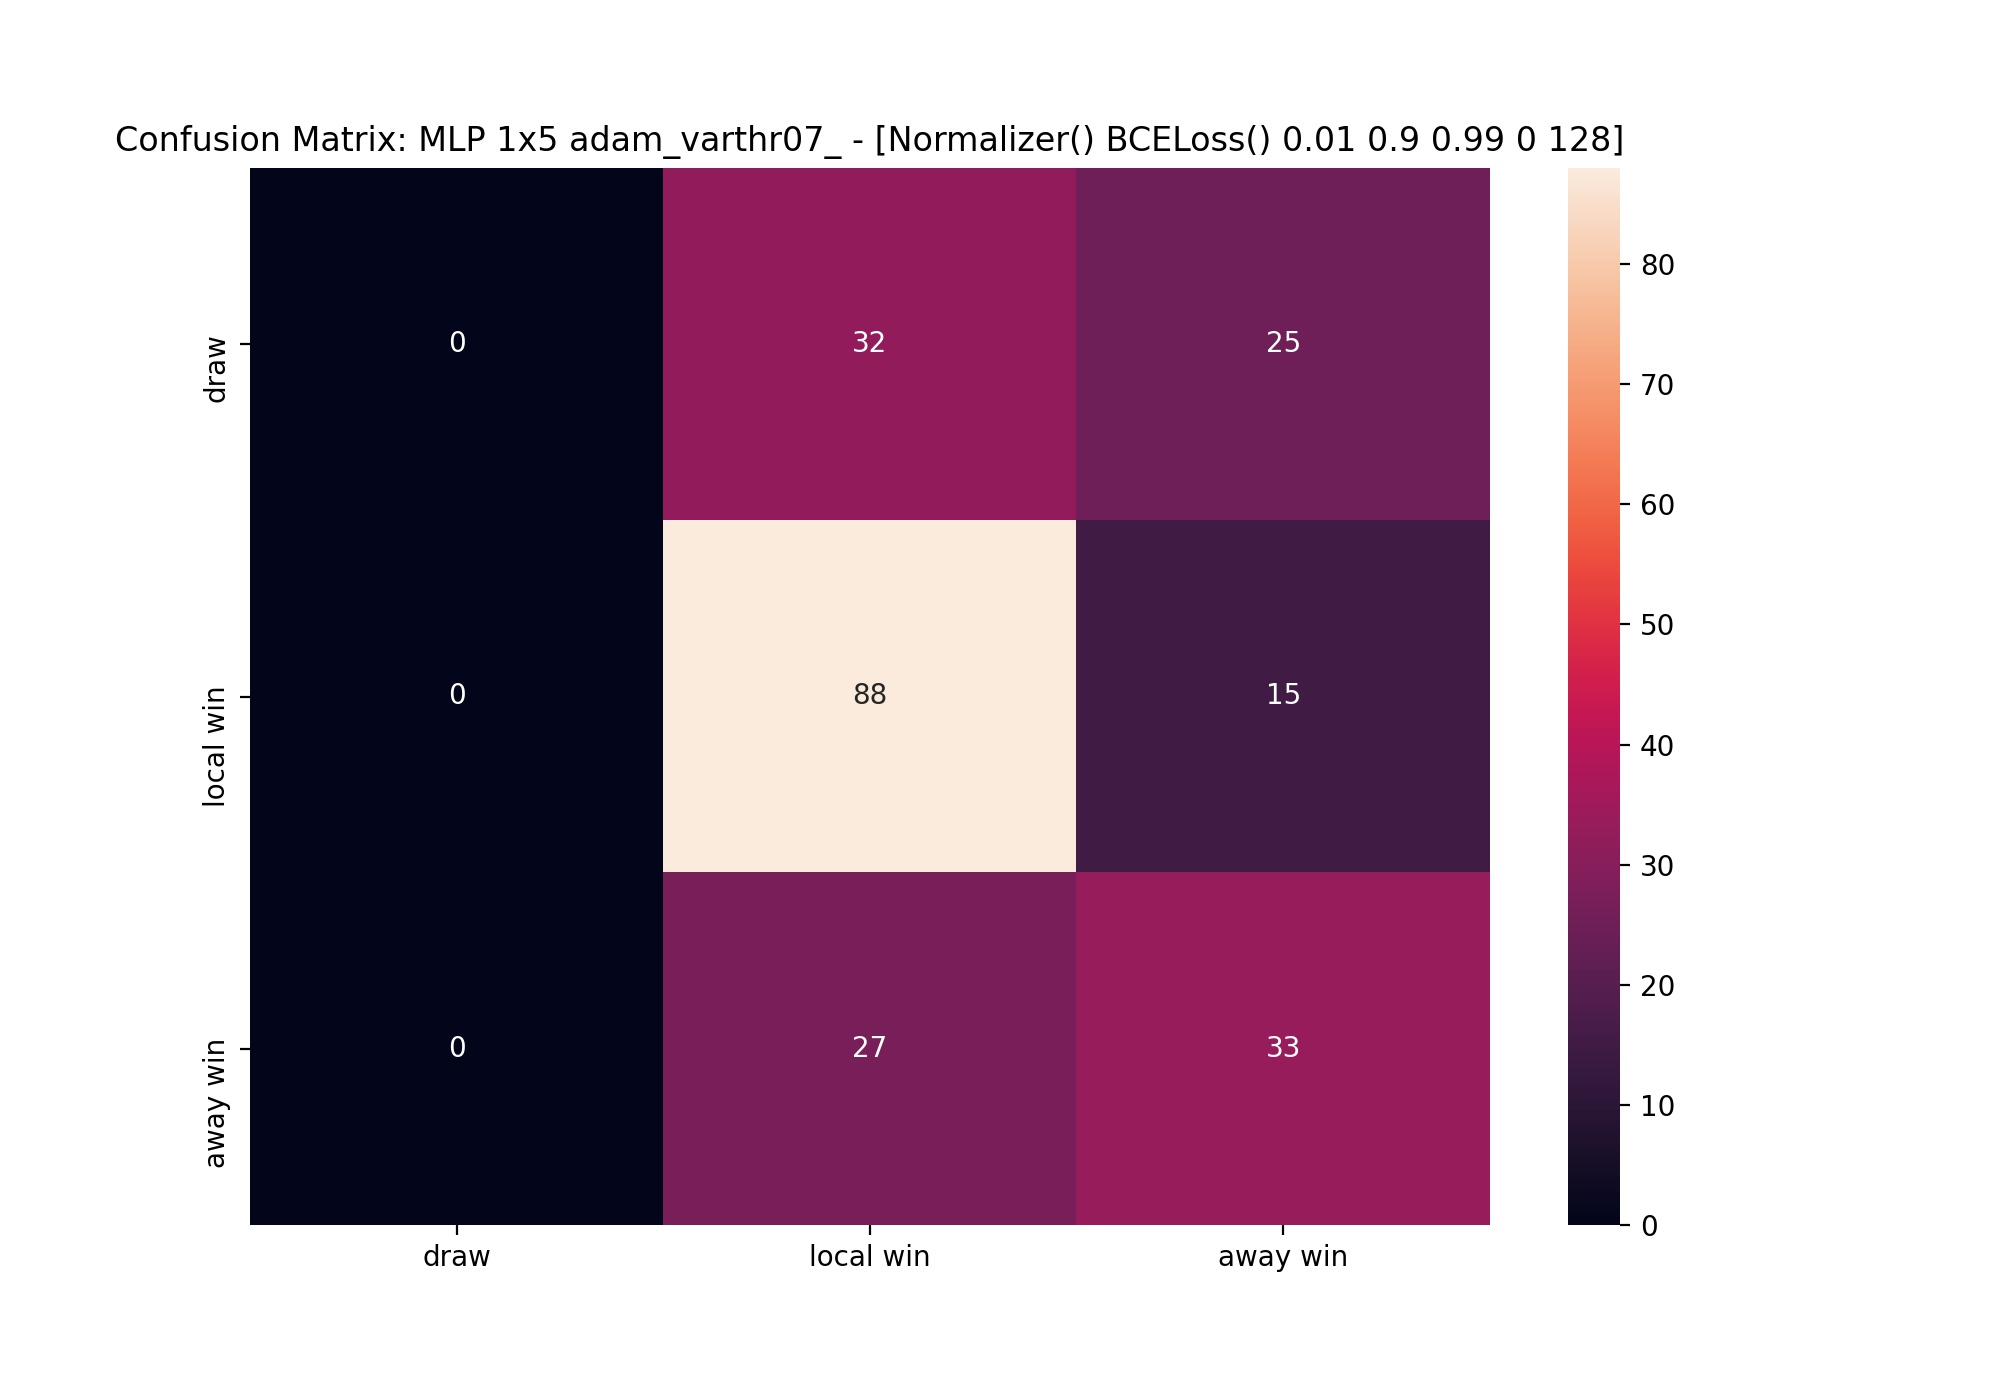 Confusion Matrix: MLP 1x5 adam_varthr07_ - [Normalizer() BCELoss() 0.01 0.9 0.99 0 128]
draw
0
32
25
local win
0
88
15
away win
0
27
33
draw
local win
away win
80
70
60
50
40
30
20
10
0